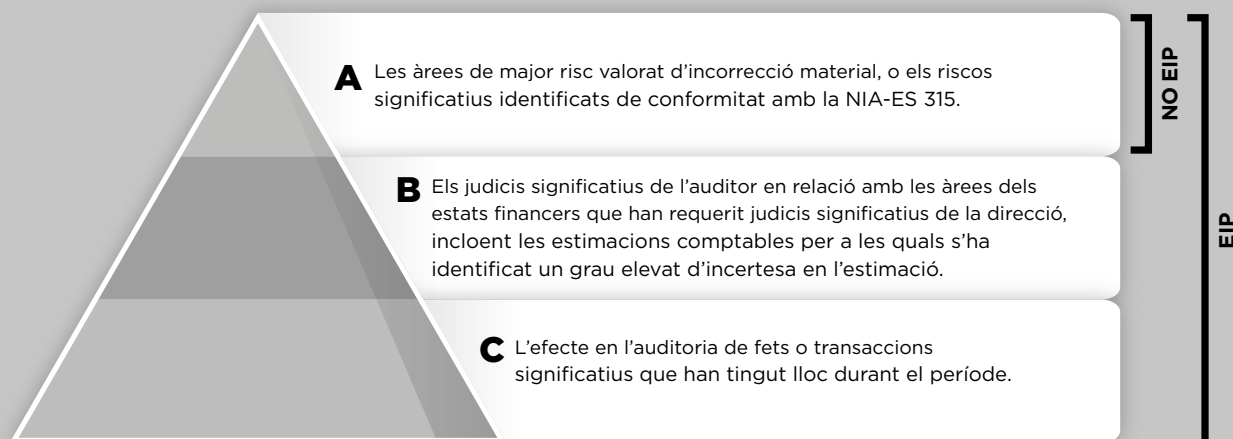 A Les àrees de major risc valorat d’incorrecció material, o els riscos
significatius identificats de conformitat amb la NIA-ES 315.
NO EIP
B Els judicis significatius de l’auditor en relació amb les àrees dels
estats financers que han requerit judicis significatius de la direcció,
incloent les estimacions comptables per a les quals s’ha
identificat un grau elevat d’incertesa en l’estimació.
EIP
C L’efecte en l’auditoria de fets o transaccions
significatius que han tingut lloc durant el període.